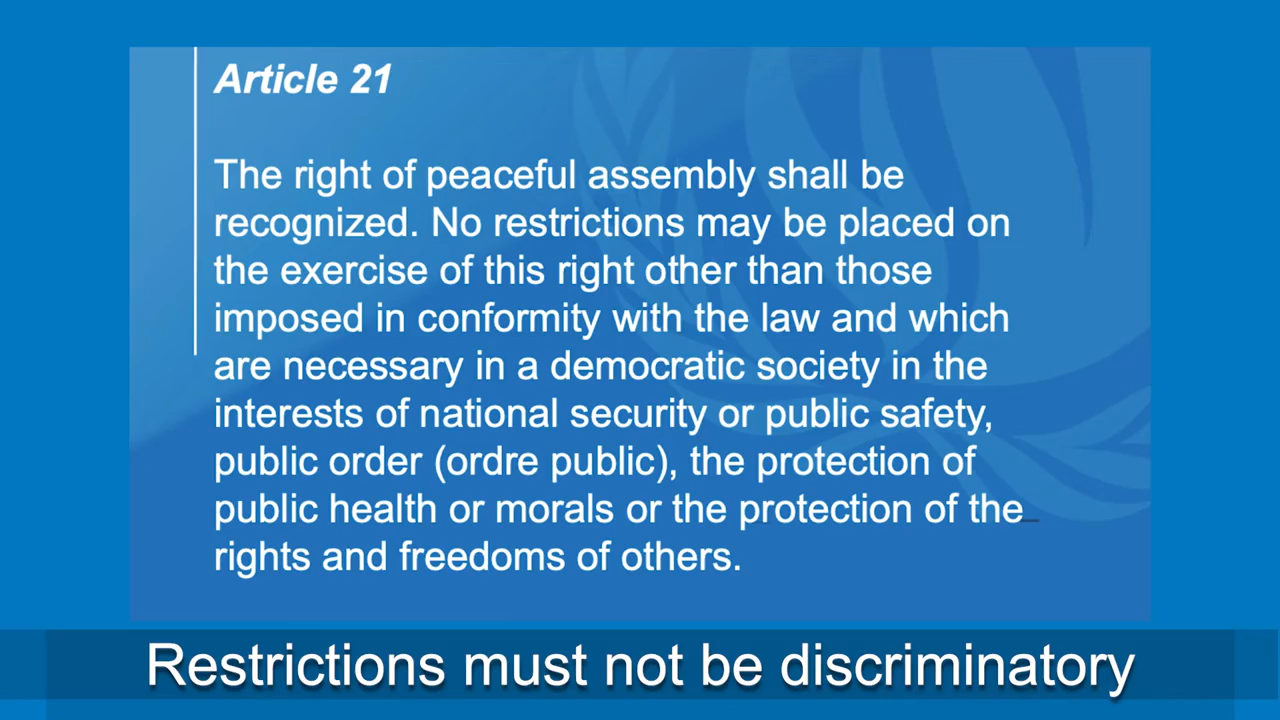 Article 21
The right of peaceful assembly shall be
recognized. No restrictions may be placed on
the exercise of this right other than those
imposed in conformity with the law and which
are necessary in a democratic society in the
interests of national security or public safety,
public order (ordre public), the protection of
public health or morals or the protection of the
rights and freedoms of others.
Restrictions must not be discriminatory